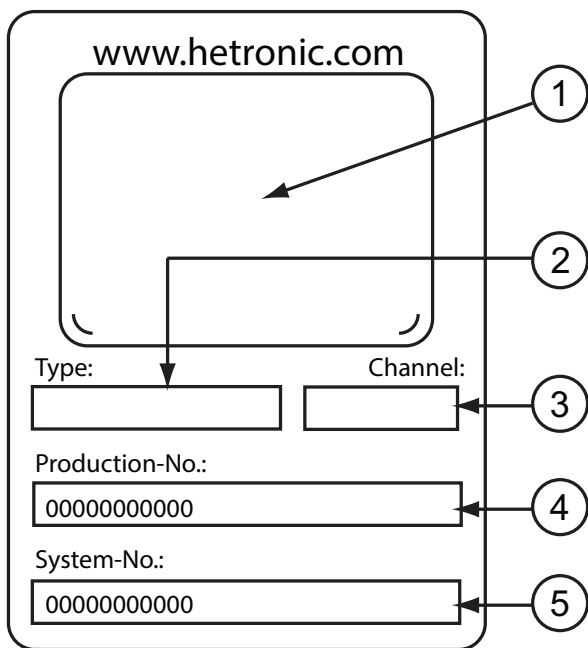 www.hetronic.com
1
2
Type: Channel:
3
Production-No.:
00000000000
4
System-No.:
00000000000
5